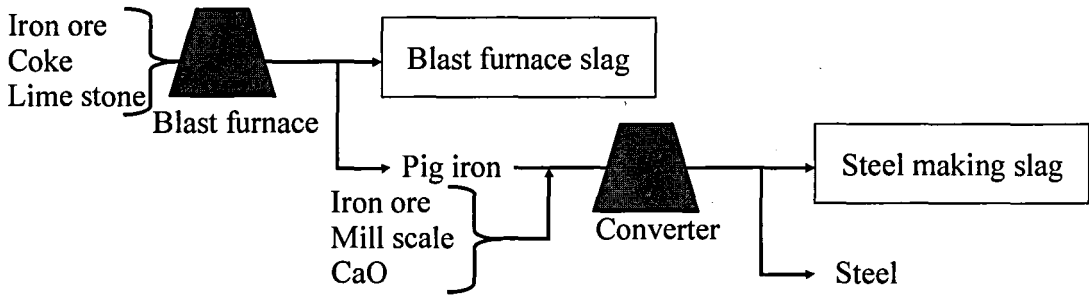 Iron ore
Coke
Lime stone
Blast furnace
Blast furnace slag
Pig iron
Iron ore
Mill scale
CaO
Converter
Steel making slag
Steel